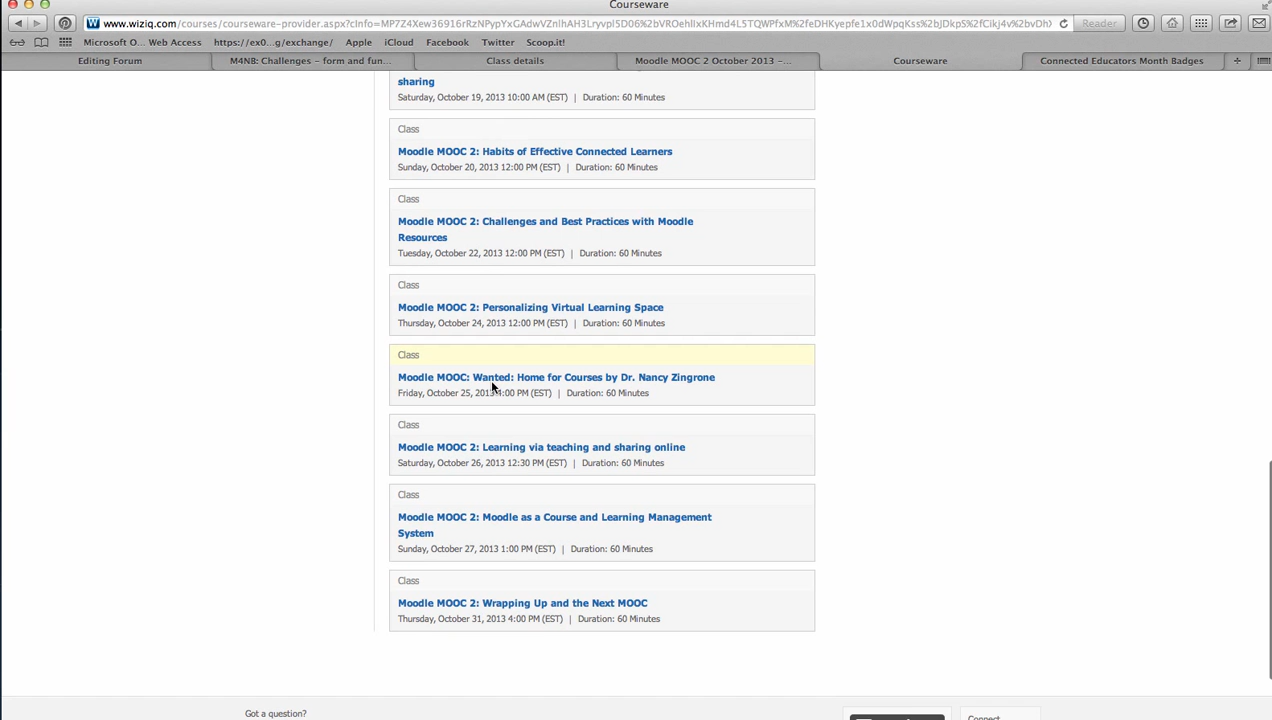 Courseware
www.wiziq.com/courses/courseware-provider.aspx?
Reader
Microsoft O... Web Access https://ex0...g/exchange/ Apple iCloud Facebook Twitter Scoop.it!
Editing Forum M4NB: Challenges – form and fun... Class details Moodle MOOC 2 October 2013 –... Courseware Connected Educators Month Badges
sharing
Saturday, October 19, 2013 10:00 AM (EST) | Duration: 60 Minutes
Class
Moodle MOOC 2: Habits of Effective Connected Learners
Sunday, October 20, 2013 12:00 PM (EST) | Duration: 60 Minutes
Class
Moodle MOOC 2: Challenges and Best Practices with Moodle
Resources
Tuesday, October 22, 2013 12:00 PM (EST) | Duration: 60 Minutes
Class
Moodle MOOC 2: Personalizing Virtual Learning Space
Thursday, October 24, 2013 12:00 PM (EST) | Duration: 60 Minutes
Class
Moodle MOOC: Wanted: Home for Courses by Dr. Nancy Zingrone
Friday, October 25, 2013 4:00 PM (EST) | Duration: 60 Minutes
Class
Moodle MOOC 2: Learning via teaching and sharing online
Saturday, October 26, 2013 12:30 PM (EST) | Duration: 60 Minutes
Class
Moodle MOOC 2: Moodle as a Course and Learning Management
System
Sunday, October 27, 2013 1:00 PM (EST) | Duration: 60 Minutes
Class
Moodle MOOC 2: Wrapping Up and the Next MOOC
Thursday, October 31, 2013 4:00 PM (EST) | Duration: 60 Minutes
Got a question?
Connect